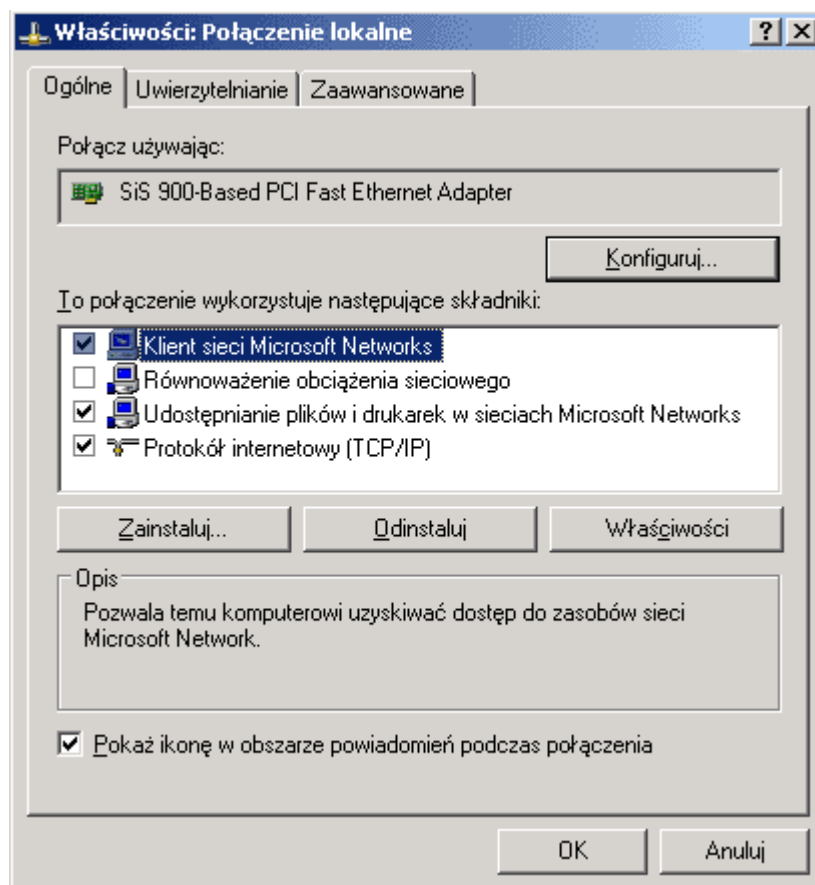 Właściwości: Połączenie lokalne
Ogólne Uwierzytelnianie Zaawansowane
Połącz używając:
SiS 900-Based PCI Fast Ethernet Adapter
Konfiguruj...
To połączenie wykorzystuje następujące składniki:
Klient sieci Microsoft Networks
Równoważenie obciążenia sieciowego
Udostępnianie plików i drukarek w sieciach Microsoft Networks
Protokół internetowy (TCP/IP)
Zainstaluj... Odinstaluj Właściwości
Opis
Pozwala temu komputerowi uzyskiwać dostęp do zasobów sieci
Microsoft Network.
Pokaż ikonę w obszarze powiadomień podczas połączenia
OK Anuluj